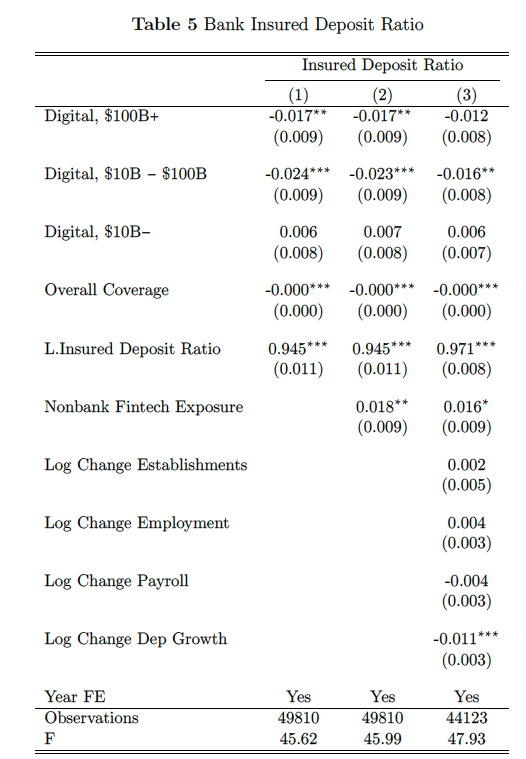 Table 5 Bank Insured Deposit Ratio
Insured Deposit Ratio
(1) (2) (3)
Digital, $100B+ -0.017** -0.017** -0.012
(0.009) (0.009) (0.008)
Digital, $10B – $100B -0.024*** -0.023*** -0.016**
(0.009) (0.009) (0.008)
Digital, $10B– 0.006 0.007 0.006
(0.008) (0.008) (0.007)
Overall Coverage -0.000*** -0.000*** -0.000***
(0.000) (0.000) (0.000)
L.Insured Deposit Ratio 0.945*** 0.945*** 0.971***
(0.011) (0.011) (0.008)
Nonbank Fintech Exposure 0.018** 0.016*
(0.009) (0.009)
Log Change Establishments 0.002
(0.005)
Log Change Employment 0.004
(0.003)
Log Change Payroll -0.004
(0.003)
Log Change Dep Growth -0.011***
(0.003)
Year FE Yes Yes Yes
Observations 49810 49810 44123
F 45.62 45.99 47.93